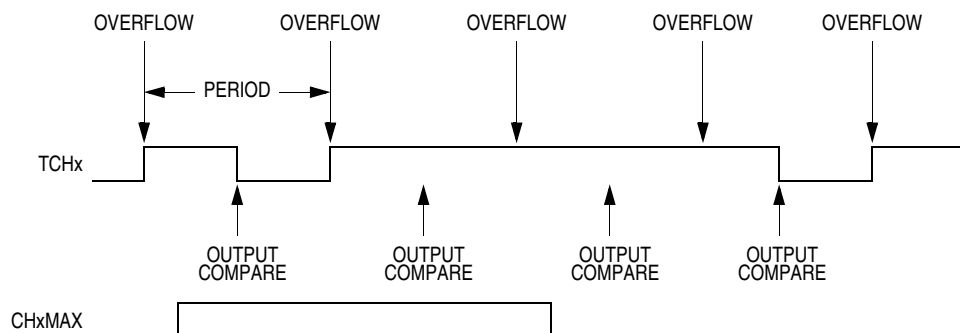 OVERFLOW OVERFLOW OVERFLOW OVERFLOW OVERFLOW
PERIOD
TCHx
OUTPUT OUTPUT OUTPUT OUTPUT
COMPARE COMPARE COMPARE COMPARE
CHxMAX